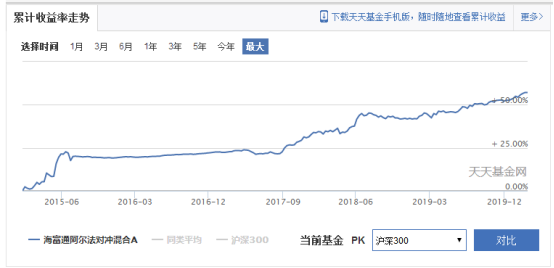 累计收益率走势
下载天天基金手机版，随时随地查看累计收益 更多>
选择时间 1月 3月 6月 1年 3年 5年 今年 最大
50.00%
+ 25.00%
天天基金网
0.00%
2015-06 2016-03 2016-12 2017-09 2018-06 2019-03 2019-12
海富通阿尔法对冲混合A 同类平均 沪深300 当前基金 PK 沪深300 对比